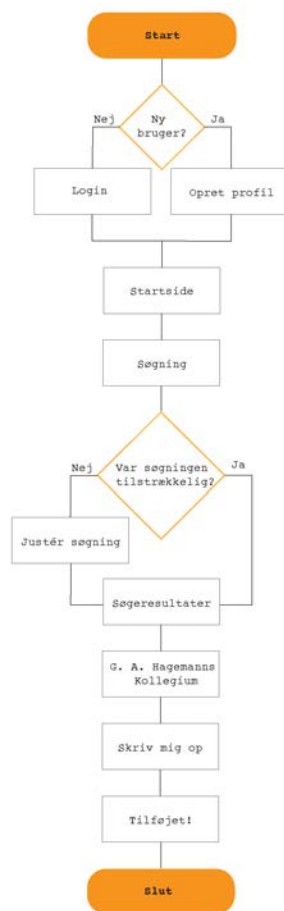 Start
Ny
bruger?
Nej
Ja
Login
Opret profil
Startside
Søgning
Var søgningen
tilstrækkelig?
Nej
Ja
Justér søgning
Søgeresultater
G. A. Hagemanns
Kollegium
Skriv mig op
Tilføjet!
Slut